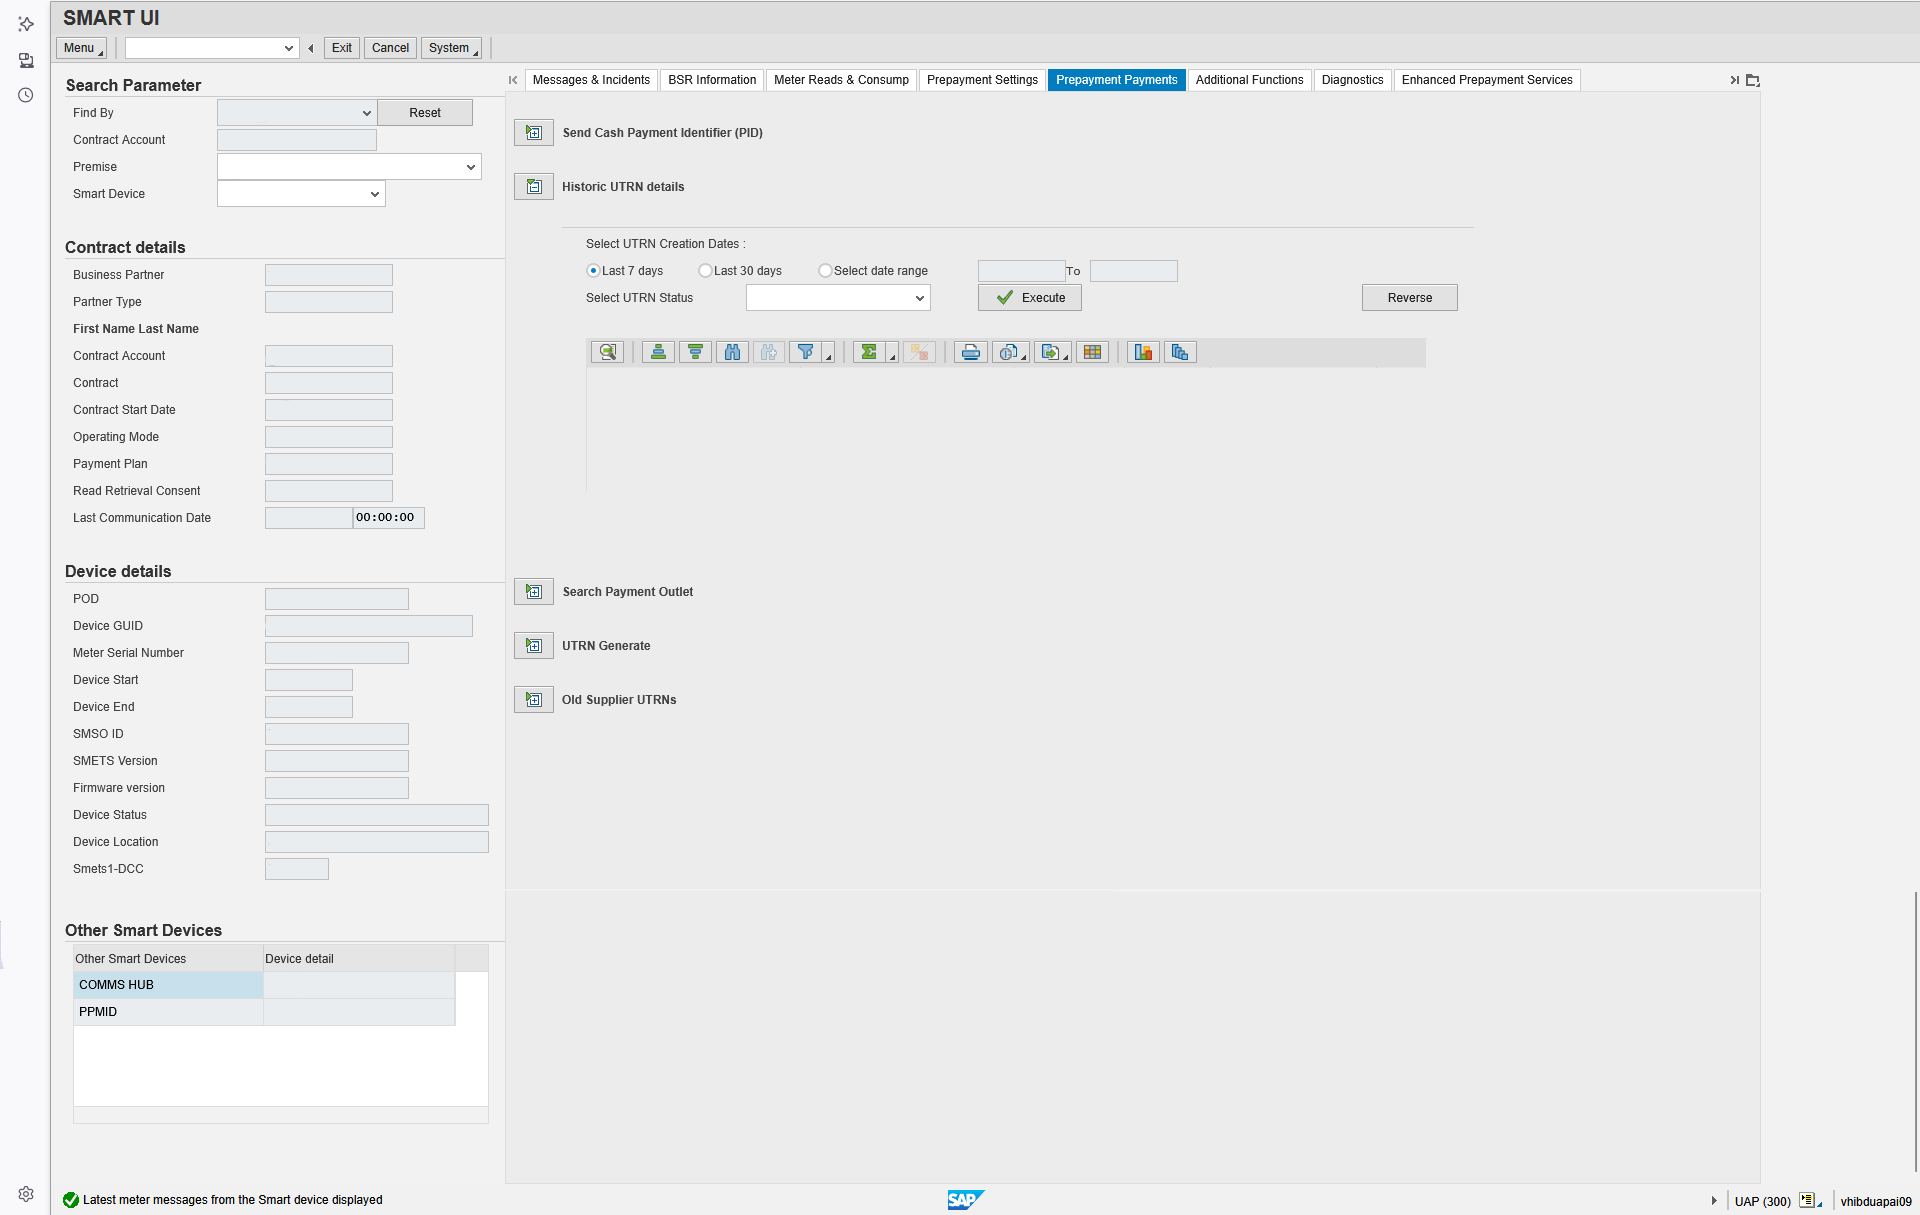 SMART UI
Menu
Exit
Cancel
System
Search Parameter
Find By
Reset
Contract Account
Premise
Smart Device
Contract details
Business Partner
Partner Type
First Name Last Name
Contract Account
Contract
Contract Start Date
Operating Mode
Payment Plan
Read Retrieval Consent
Last Communication Date
00:00:00
Device details
POD
Device GUID
Meter Serial Number
Device Start
Device End
SMSO ID
SMETS Version
Firmware version
Device Status
Device Location
Smets1-DCC
Other Smart Devices
Other Smart Devices
Device detail
COMMS HUB
PPMID
Messages & Incidents
BSR Information
Meter Reads & Consump
Prepayment Settings
Prepayment Payments
Additional Functions
Diagnostics
Enhanced Prepayment Services
Send Cash Payment Identifier (PID)
Historic UTRN details
Select UTRN Creation Dates :
Last 7 days
Last 30 days
Select date range
To
Select UTRN Status
Execute
Reverse
Search Payment Outlet
UTRN Generate
Old Supplier UTRNs
Latest meter messages from the Smart device displayed
SAP
UAP (300)
vhibduapai09